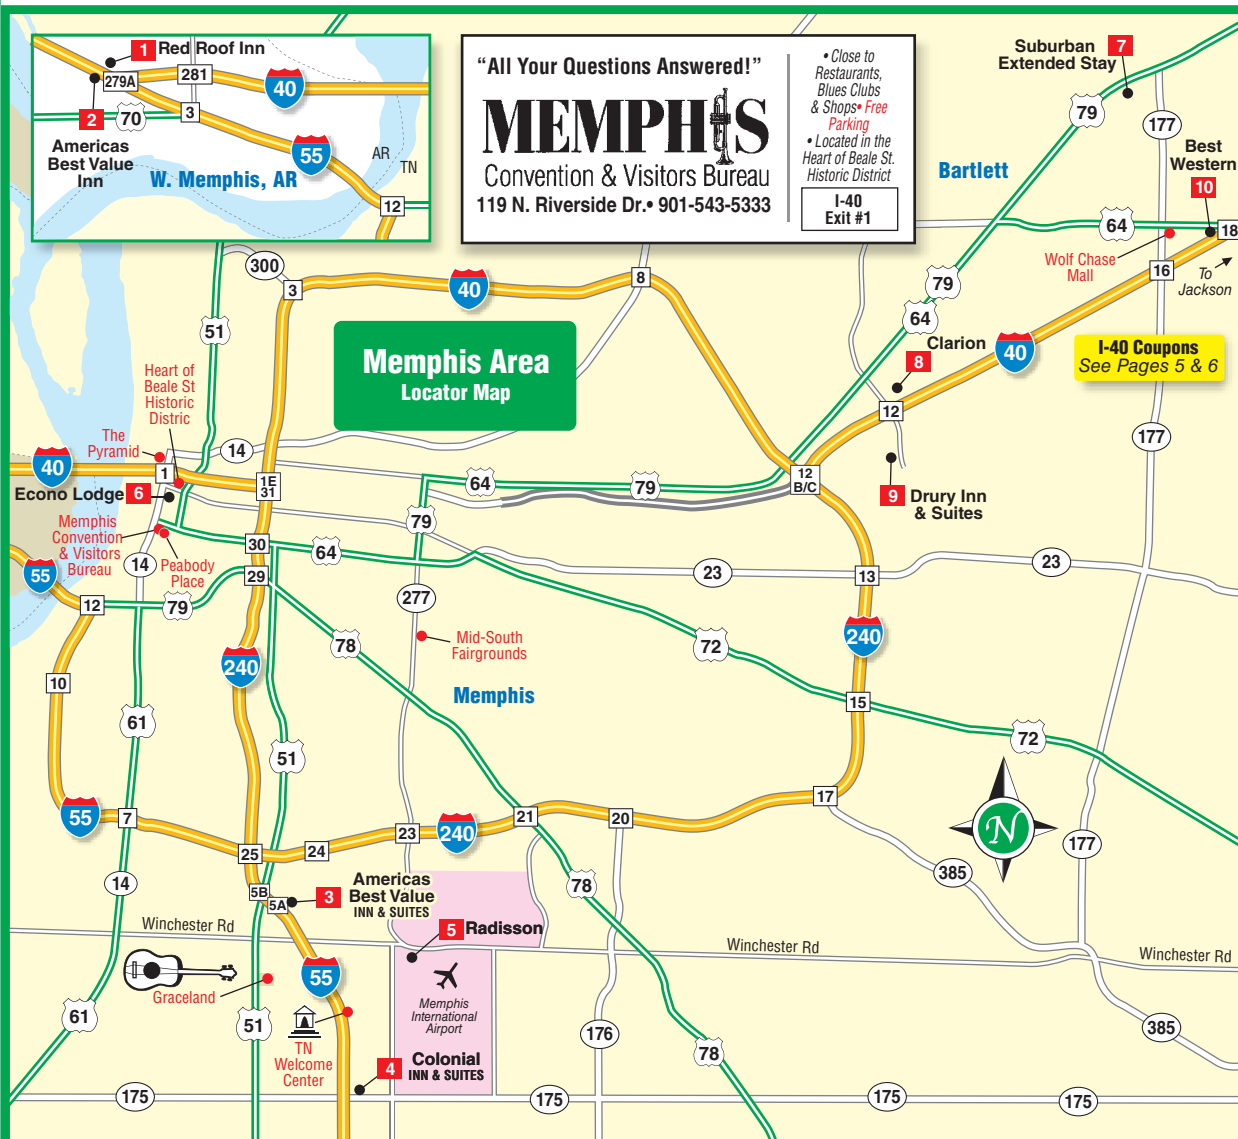 1 Red Roof Inn
279A
281
40
2
70
3
Americas
Best Value
Inn
55
W. Memphis, AR
AR
TN
12
“All Your Questions Answered!”
MEMPHIS
Convention & Visitors Bureau
119 N. Riverside Dr.• 901-543-5333
• Close to
Restaurants,
Blues Clubs
& Shops• Free
Parking
• Located in the
Heart of Beale St.
Historic District
I-40
Exit #1
Suburban 7
Extended Stay
79
177
Best
Western
10
Bartlett
64
18
Wolf Chase
Mall
16
To
Jackson
300
3
40
8
79
64
51
Memphis Area
Locator Map
Clarion
8
40
I-40 Coupons
See Pages 5 & 6
Heart of
Beale St
Historic
Distric
12
The
Pyramid
14
177
40
1
1E
31
64
79
12
B/C
Econo Lodge 6
9 Drury Inn
& Suites
Memphis
Convention
& Visitors
Bureau
79
30
64
14
Peabody
Place
23
23
55
29
13
12
79
277
78
Mid-South
Fairgrounds
72
240
240
10
Memphis
15
61
51
72
N
17
55
7
21
20
23
240
25
24
177
14
385
5B
5A
3
Americas
Best Value
INN & SUITES
78
Winchester Rd
5 Radisson
Winchester Rd
Winchester Rd
55
Graceland
Memphis
International
Airport
61
51
TN
Welcome
Center
176
385
78
4 Colonial
INN & SUITES
175
175
175
175